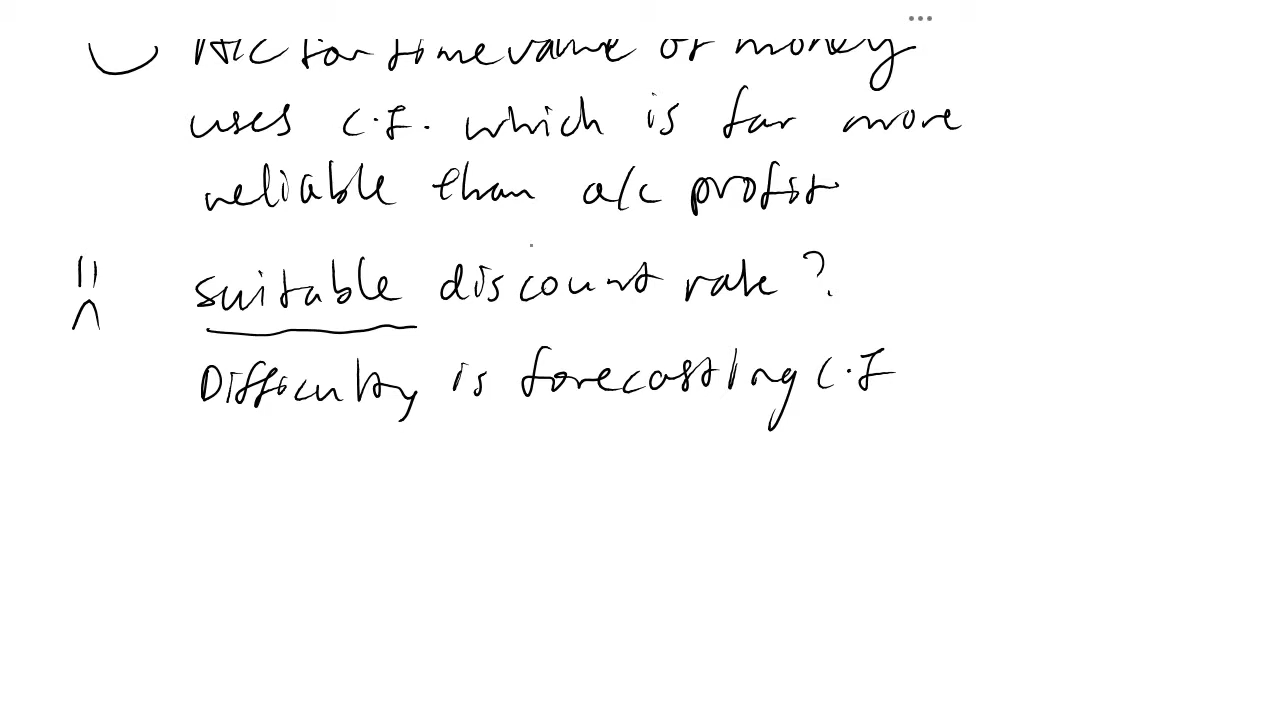 A/C for time value of money
uses C.F. which is far more
reliable than a/c profit
suitable discount rate ?
Difficulty is forecasting C.F